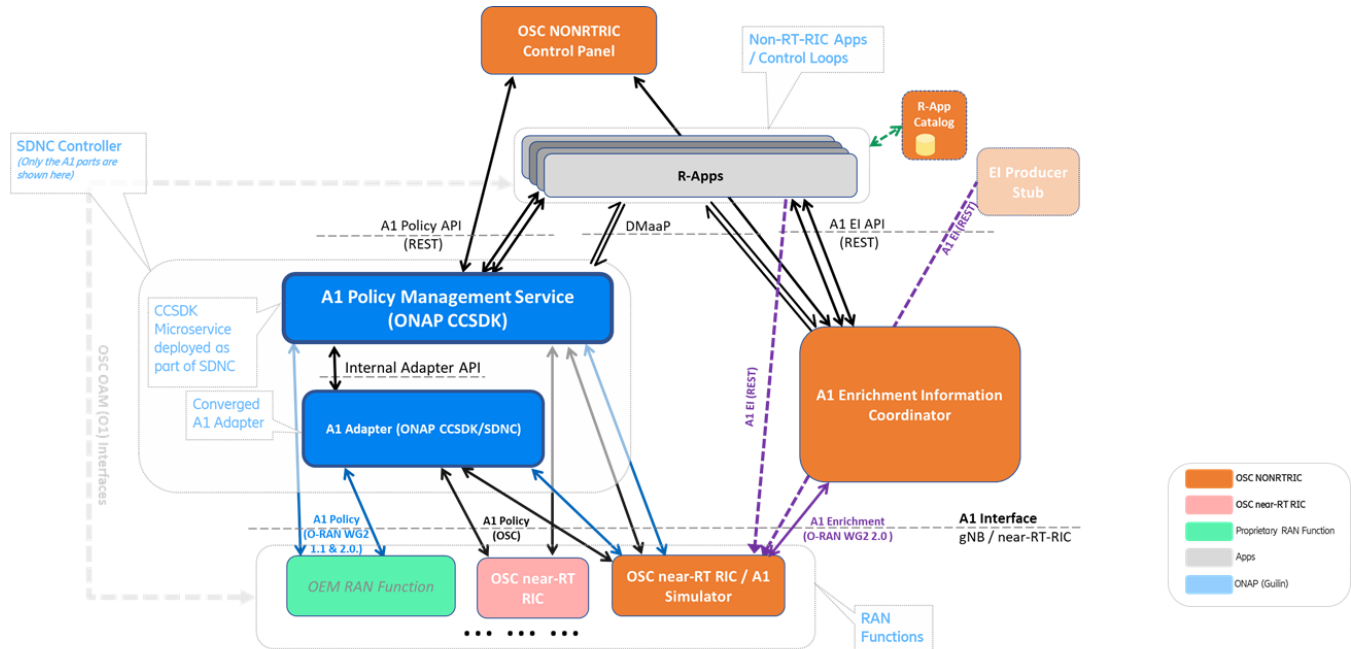 OSC NONRTRIC
Control Panel
Non-RT-RIC Apps
/ Control Loops
R-App
Catalog
SDNC Controller
(Only the A1 parts are
shown here)
R-Apps
EI Producer
Stub
A1 Policy API
(REST)
DMaaP
A1 EI API
(REST)
A1 EI(REST)
A1 Policy Management Service
(ONAP CCSDK)
CCSDK
Microservice
deployed as
part of SDNC
Internal Adapter API
OSC OAM (O1) Interfaces
A1 EI (REST)
A1 Enrichment Information
Coordinator
Converged
A1 Adapter
A1 Adapter (ONAP CCSDK/SDNC)
A1 Policy
(O-RAN WG2
1.1 & 2.0.)
A1 Policy
(OSC)
A1 Enrichment
(O-RAN WG2 2.0 )
A1 Interface
gNB / near-RT-RIC
OEM RAN Function
OSC near-RT
RIC
OSC near-RT RIC / A1
Simulator
... ... ...
RAN
Functions
OSC NONRTRIC
OSC near-RT RIC
Proprietary RAN Function
Apps
ONAP (Guilin)